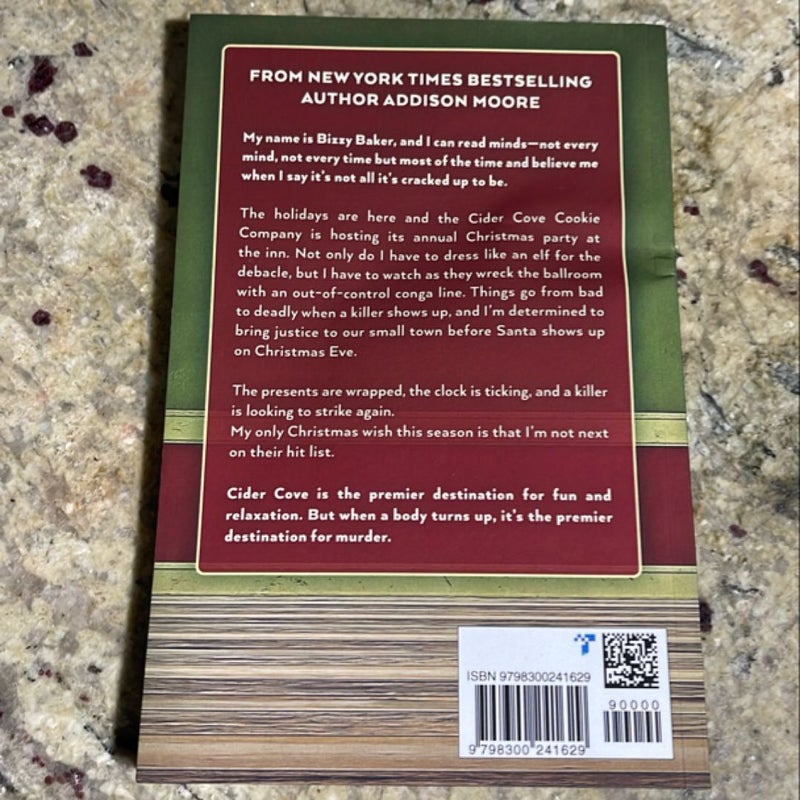 FROM NEW YORK TIMES BESTSELLING
AUTHOR ADDISON MOORE
My name is Bizzy Baker, and I can read minds—not every
mind, not every time but most of the time and believe me
when I say it's not all it's cracked up to be.
The holidays are here and the Cider Cove Cookie
Company is hosting its annual Christmas party at
the inn. Not only do I have to dress like an elf for the
debacle, but I have to watch as they wreck the ballroom
with an out-of-control conga line. Things go from bad
to deadly when a killer shows up, and I'm determined to
bring justice to our small town before Santa shows up
on Christmas Eve.
The presents are wrapped, the clock is ticking, and a killer
is looking to strike again.
My only Christmas wish this season is that I'm not next
on their hit list.
Cider Cove is the premier destination for fun and
relaxation. But when a body turns up, it's the premier
destination for murder.
ISBN 9798300241629
90000
9 798300 241629